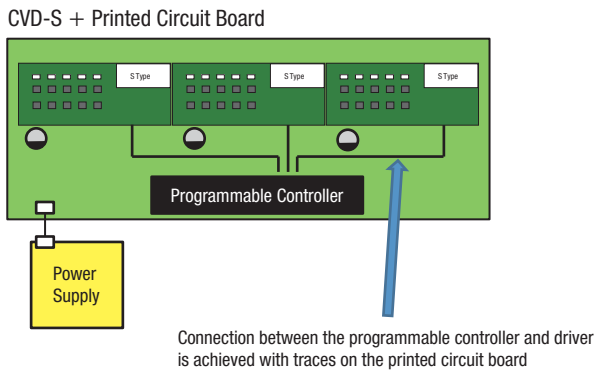 CVD-S + Printed Circuit Board
S Type
S Type
S Type
Programmable Controller
Power
Supply
Connection between the programmable controller and driver
is achieved with traces on the printed circuit board